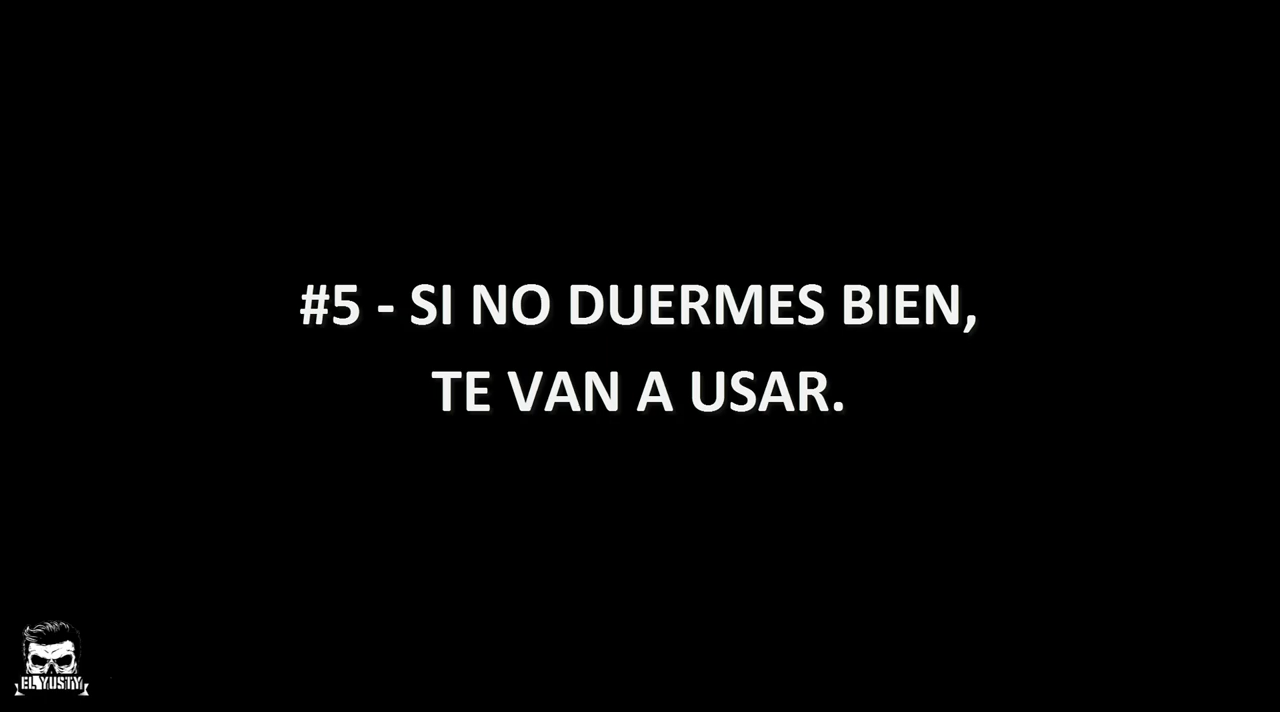 #5 - SI NO DUERMES BIEN,
TE VAN A USAR.
EL YUSTY